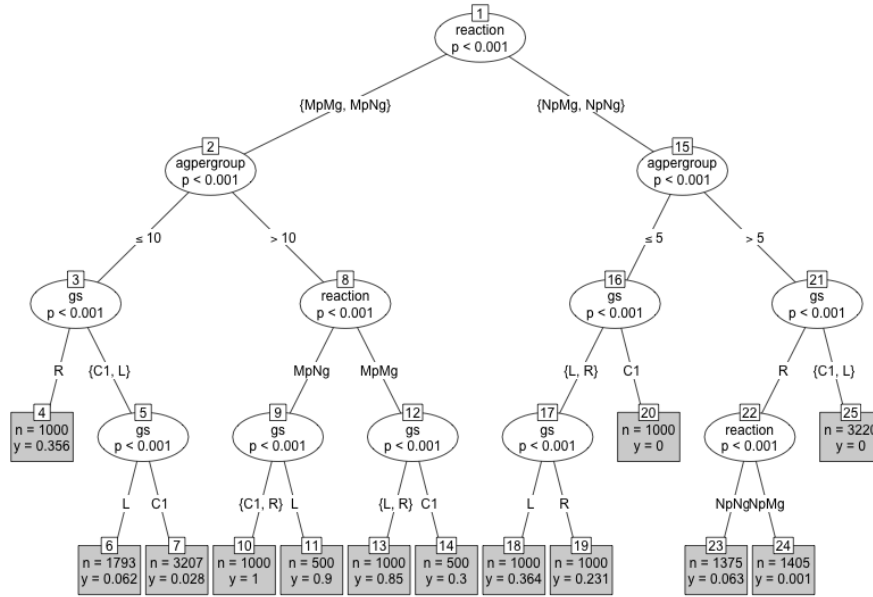 1
reaction
p < 0.001
{MpMg, MpNg}
{NpMg, NpNg}
2
agpergroup
p < 0.001
15
agpergroup
p < 0.001
≤ 10
> 10
≤ 5
> 5
3
gs
p < 0.001
8
reaction
p < 0.001
16
gs
p < 0.001
21
gs
p < 0.001
R
{C1, L}
MpNg
MpMg
{L, R}
C1
R
{C1, L}
4
n = 1000
y = 0.356
5
gs
p < 0.001
9
gs
p < 0.001
12
gs
p < 0.001
17
gs
p < 0.001
20
n = 1000
y = 0
22
reaction
p < 0.001
25
n = 3220
y = 0
L
C1
{C1, R}
L
{L, R}
C1
L
R
NpNg
NpMg
6
n = 1793
y = 0.062
7
n = 3207
y = 0.028
10
n = 1000
y = 1
11
n = 500
y = 0.9
13
n = 1000
y = 0.85
14
n = 500
y = 0.3
18
n = 1000
y = 0.364
19
n = 1000
y = 0.231
23
n = 1375
y = 0.063
24
n = 1405
y = 0.001